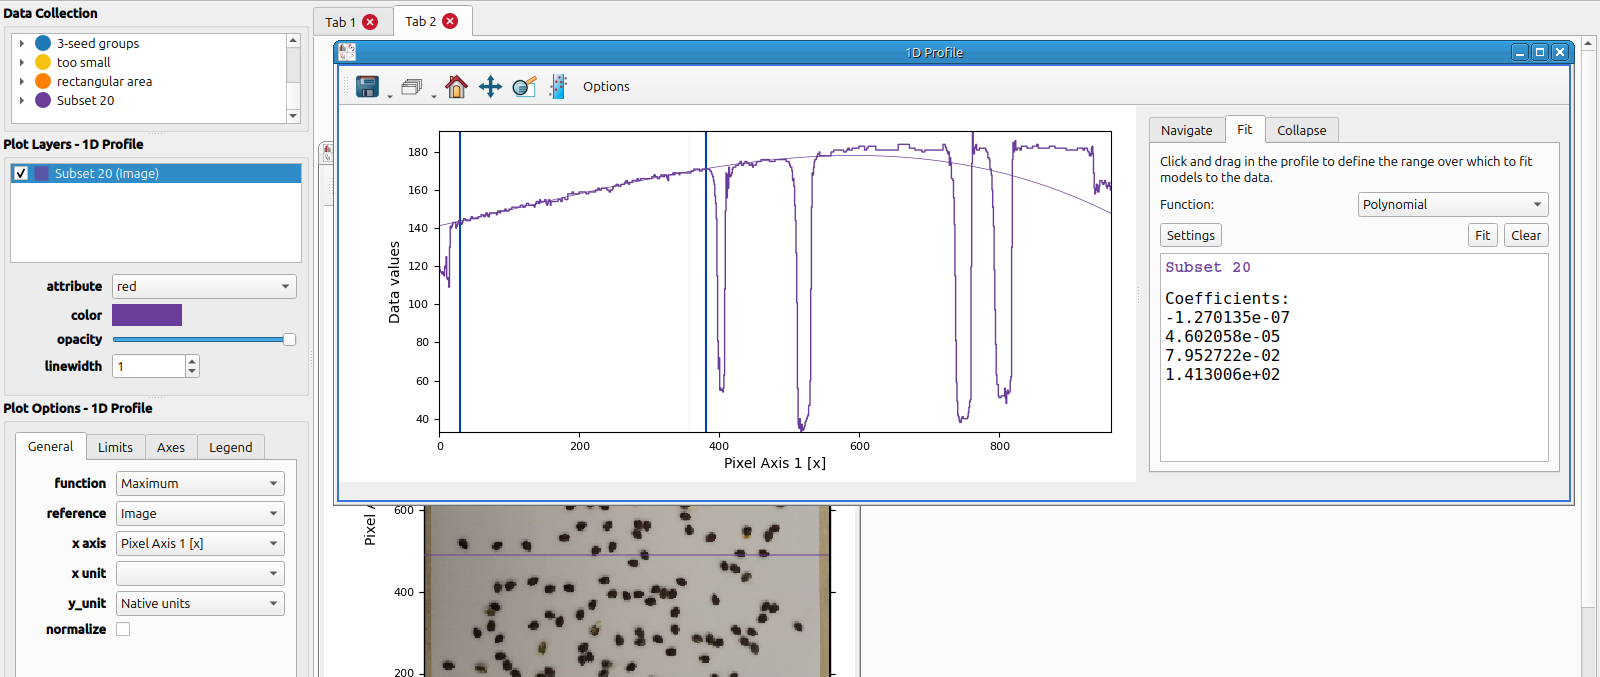 Data Collection
3-seed groups
too small
rectangular area
Subset 20
Plot Layers - 1D Profile
Subset 20 (Image)
attribute red
color
opacity
linewidth 1
Plot Options - 1D Profile
General Limits Axes Legend
function Maximum
reference Image
x axis Pixel Axis 1 [x]
x unit
y_unit Native units
normalize
Tab 1 Tab 2
1D Profile
Options
Data values
180
160
140
120
100
80
60
40
0 200 400 600 800
Pixel Axis 1 [x]
Navigate Fit Collapse
Click and drag in the profile to define the range over which to fit
models to the data.
Function: Polynomial
Settings Fit Clear
Subset 20
Coefficients:
-1.270135e-07
4.602058e-05
7.952722e-02
1.413006e+02
Pixel
600
400
200